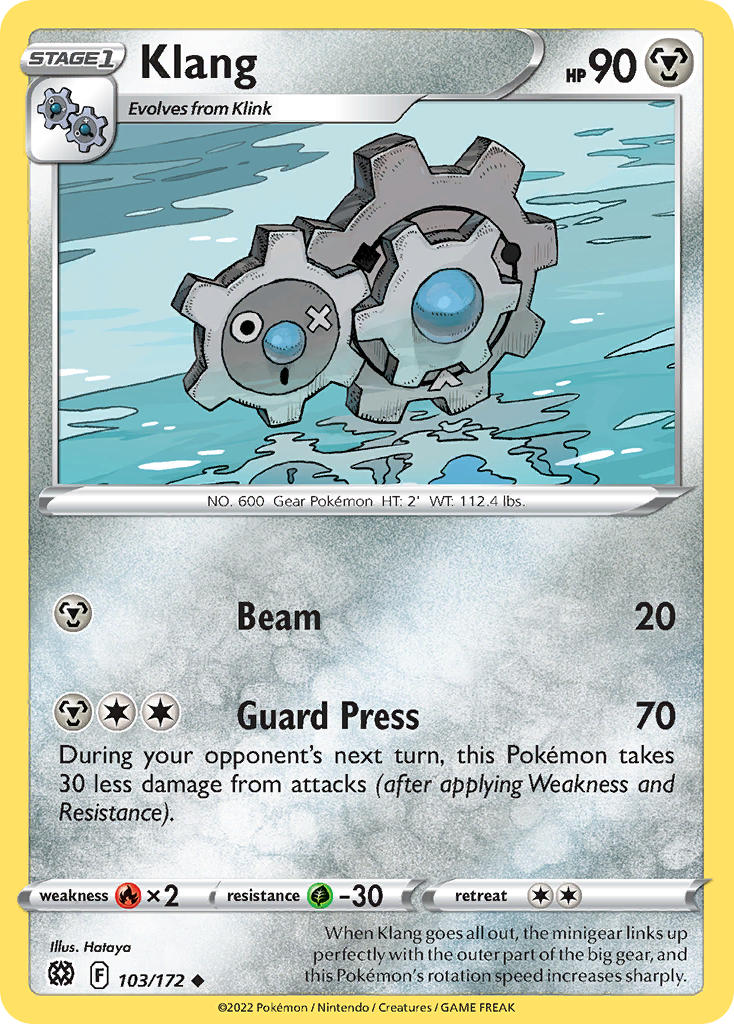 STAGE 1
Klang
HP 90
Evolves from Klink
NO. 600 Gear Pokémon HT: 2' WT: 112.4 lbs.
Beam 20
Guard Press 70
During your opponent's next turn, this Pokémon takes
30 less damage from attacks (after applying Weakness and
Resistance).
weakness ×2 resistance -30 retreat
Illus. Hataya
When Klang goes all out, the minigear links up
perfectly with the outer part of the big gear, and
this Pokémon's rotation speed increases sharply.
F 103/172
©2022 Pokémon / Nintendo / Creatures / GAME FREAK